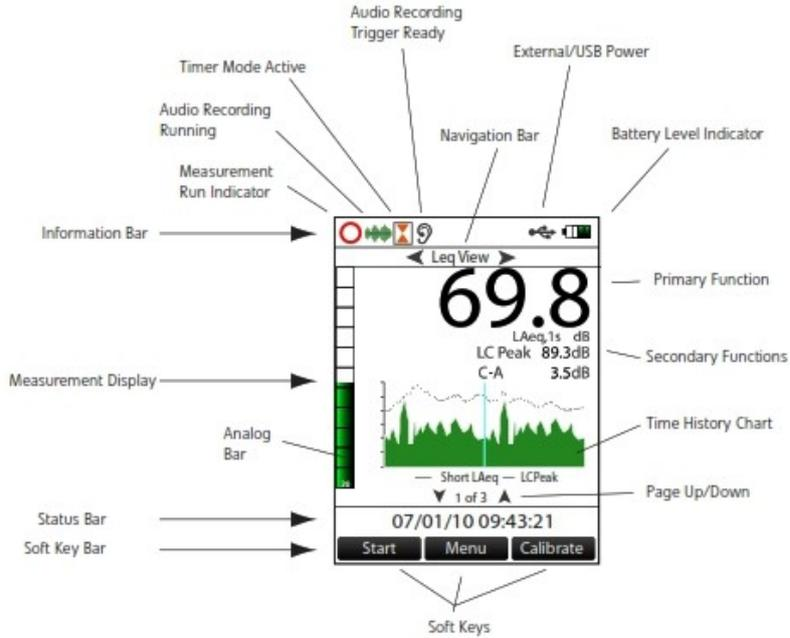 Audio Recording
Trigger Ready
External/USB Power
Timer Mode Active
Audio Recording
Running
Navigation Bar
Battery Level Indicator
Measurement
Run Indicator
Information Bar
Leq View
69.8
Primary Function
LAeq,1s dB
LC Peak 89.3dB
Secondary Functions
C-A 3.5dB
Measurement Display
Time History Chart
Analog
Bar
Short LAeq LCPeak
1 of 3
Page Up/Down
Status Bar
07/01/10 09:43:21
Soft Key Bar
Start Menu Calibrate
Soft Keys